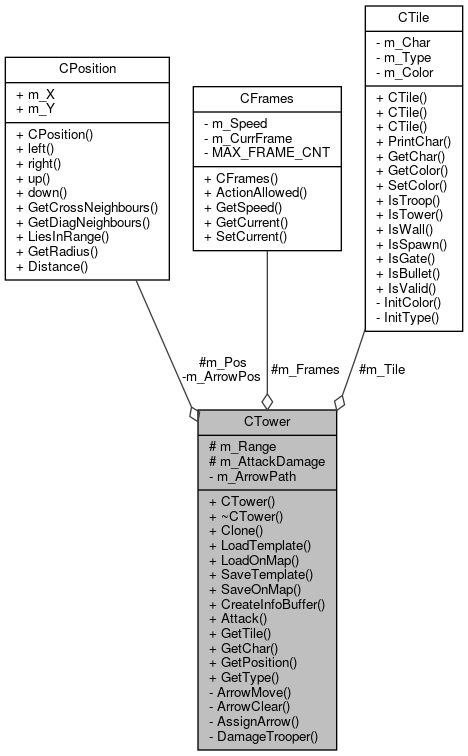 CTile
- m_Char
- m_Type
- m_Color
+ CTile()
+ CTile()
+ CTile()
+ PrintChar()
+ GetChar()
+ GetColor()
+ SetColor()
+ IsTroop()
+ IsTower()
+ IsWall()
+ IsSpawn()
+ IsGate()
+ IsBullet()
+ IsValid()
- InitColor()
- InitType()
CPosition
+ m_X
+ m_Y
+ CPosition()
+ left()
+ right()
+ up()
+ down()
+ GetCrossNeighbours()
+ GetDiagNeighbours()
+ LiesInRange()
+ GetRadius()
+ Distance()
CFrames
- m_Speed
- m_CurrFrame
- MAX_FRAME_CNT
+ CFrames()
+ ActionAllowed()
+ GetSpeed()
+ GetCurrent()
+ SetCurrent()
#m_Pos
-m_ArrowPos
#m_Frames
#m_Tile
CTower
# m_Range
# m_AttackDamage
- m_ArrowPath
+ CTower()
+ ~CTower()
+ Clone()
+ LoadTemplate()
+ LoadOnMap()
+ SaveTemplate()
+ SaveOnMap()
+ CreateInfoBuffer()
+ Attack()
+ GetTile()
+ GetChar()
+ GetPosition()
+ GetType()
- ArrowMove()
- ArrowClear()
- AssignArrow()
- DamageTrooper()